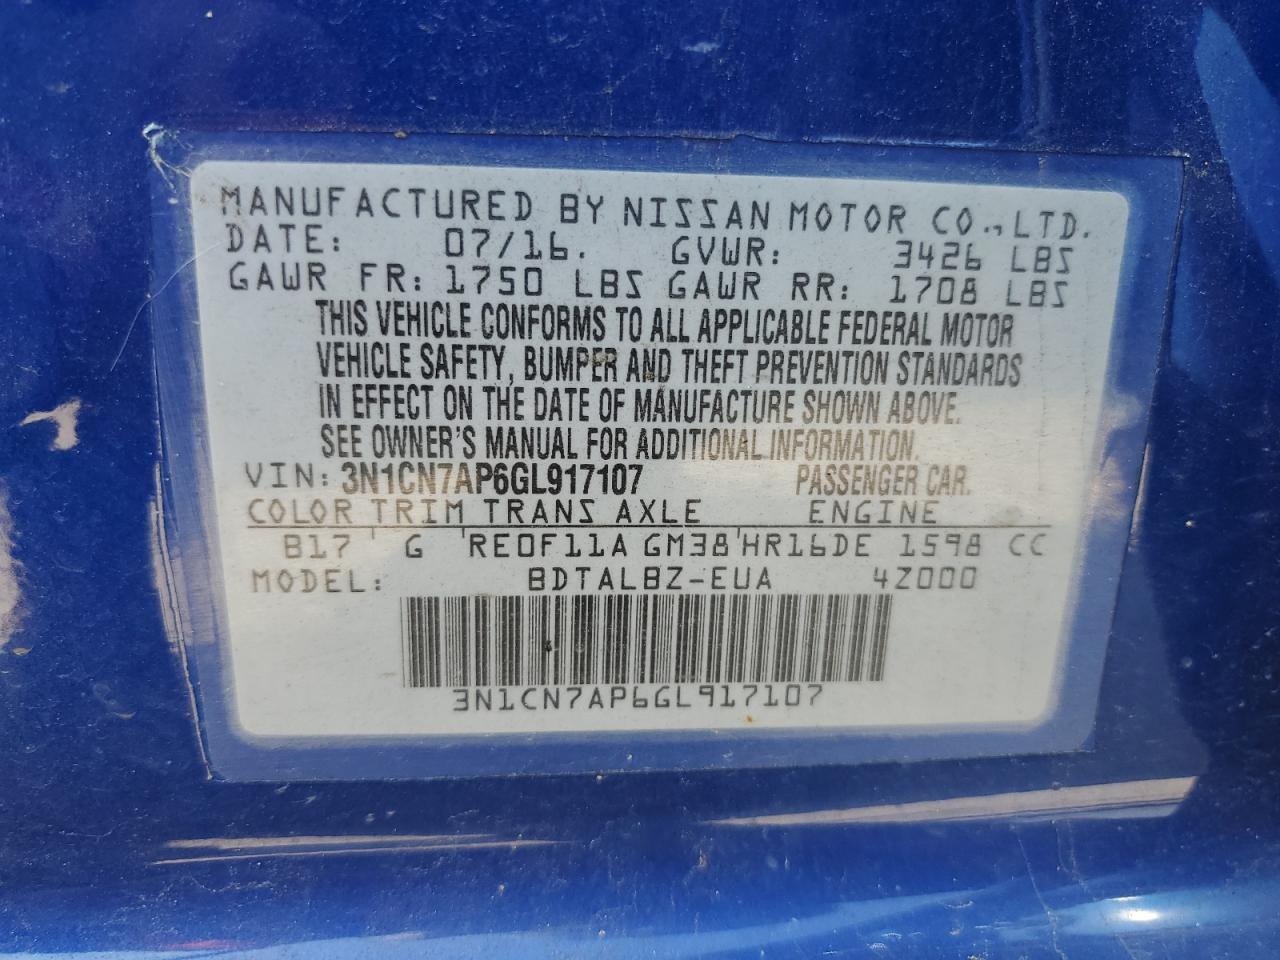 MANUFACTURED BY NISSAN MOTOR CO., LTD.
DATE: 07/16. GVWR: 3426 LBS
GAWR FR: 1750 LBS GAWR RR: 1708 LBS
THIS VEHICLE CONFORMS TO ALL APPLICABLE FEDERAL MOTOR
VEHICLE SAFETY, BUMPER AND THEFT PREVENTION STANDARDS
IN EFFECT ON THE DATE OF MANUFACTURE SHOWN ABOVE.
SEE OWNER'S MANUAL FOR ADDITIONAL INFORMATION.
VIN: 3N1CN7AP6GL917107 PASSENGER CAR.
COLOR TRIM TRANS AXLE ENGINE
B17 G RE0F11A GM38 HR16DE 1598 CC
MODEL: BDTALBZ-EUA 4Z000
3N1CN7AP6GL917107